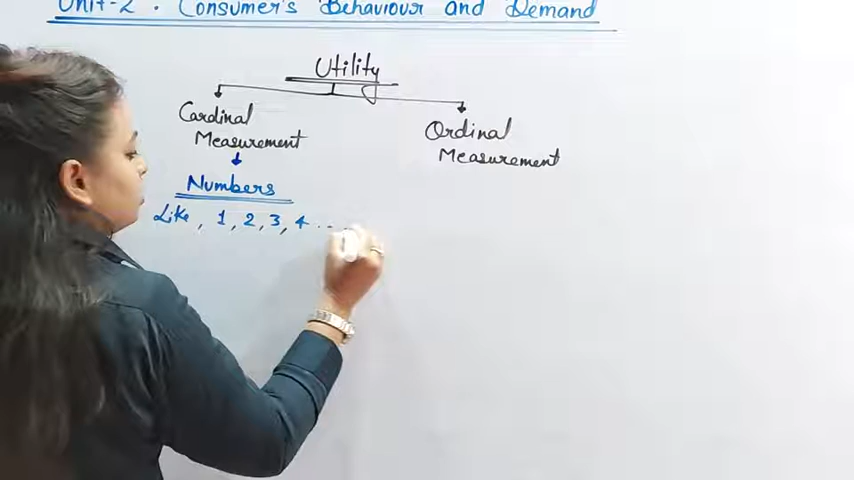 Unit-2. Consumer's Behaviour and Demand
Utility
Cardinal
Measurement
Ordinal
Measurement
Numbers
Like, 1, 2, 3, 4 ...